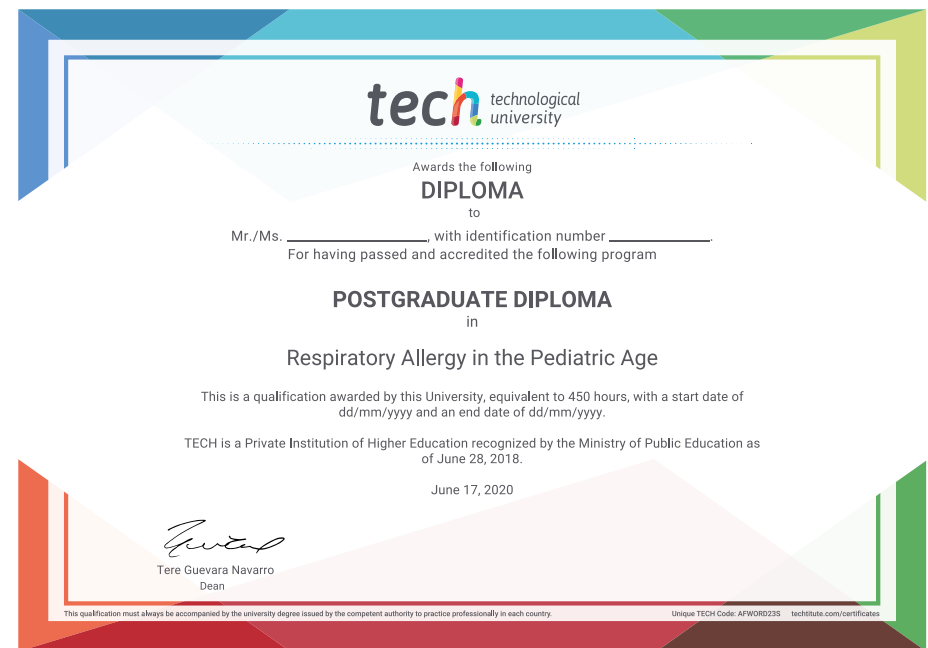 tech technological
university
Awards the following
DIPLOMA
to
Mr./Ms. ____________, with identification number ____________.
For having passed and accredited the following program
POSTGRADUATE DIPLOMA
in
Respiratory Allergy in the Pediatric Age
This is a qualification awarded by this University, equivalent to 450 hours, with a start date of
dd/mm/yyyy and an end date of dd/mm/yyyy.
TECH is a Private Institution of Higher Education recognized by the Ministry of Public Education as
of June 28, 2018.
June 17, 2020
Tere Guevara Navarro
Dean
This qualification must always be accompanied by the university degree issued by the competent authority to practice professionally in each country. Unique TECH Code: AFWORD23S techtitute.com/certificates